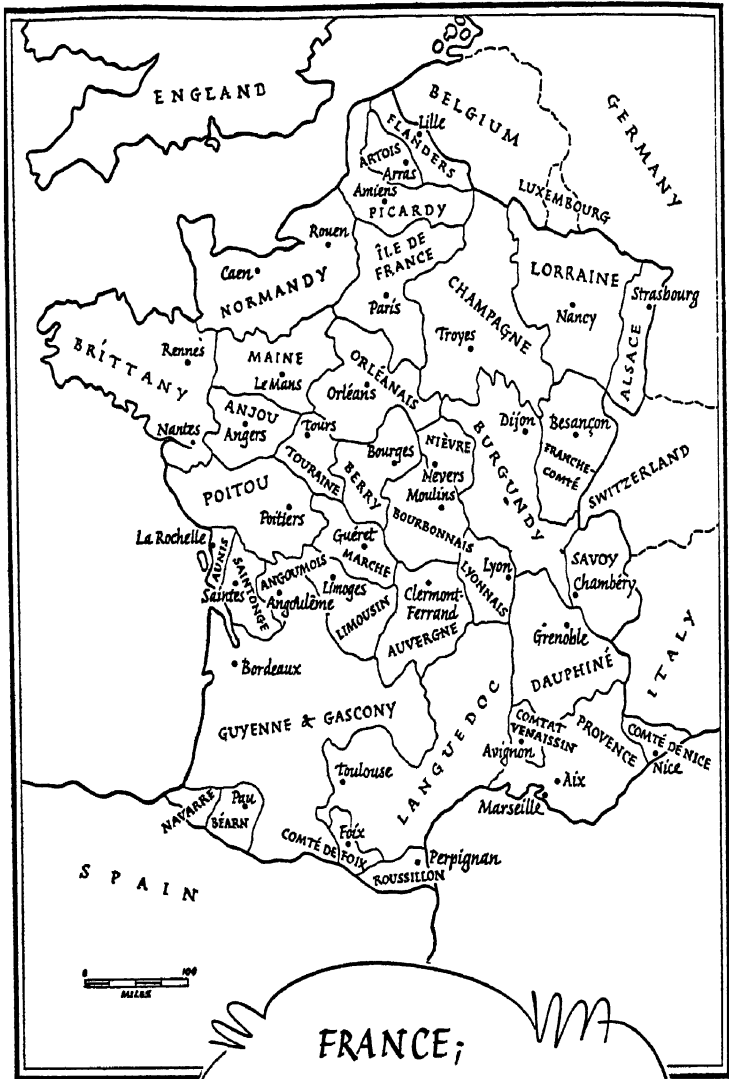 ENGLAND
BELGIUM
GERMANY
Lille
FLANDERS
ARTOIS
Arras
Amiens
PICARDY
LUXEMBOURG
Rouen
ÎLE DE
FRANCE
Caen
NORMANDY
Paris
CHAMPAGNE
Troyes
LORRAINE
Nancy
Strasbourg
ALSACE
BRITTANY
Rennes
MAINE
Le Mans
ORLÉANAIS
Orléans
ANJOU
Angers
Nantes
Tours
TOURAINE
Bourges
BERRY
NIÈVRE
Nevers
Moulins
BOURBONNAIS
BURGUNDY
Dijon
Besançon
FRANCHE-
COMTÉ
SWITZERLAND
POITOU
Poitiers
La Rochelle
AUNIS
SAINTONGE
Saintes
ANGOUMOIS
Angoulême
Guéret
MARCHE
Limoges
LIMOUSIN
Clermont-
Ferrand
AUVERGNE
Lyon
LYONNAIS
SAVOY
Chambéry
Grenoble
DAUPHINÉ
ITALY
Bordeaux
GUYENNE & GASCONY
LANGUEDOC
COMTAT
VENAISSIN
Avignon
PROVENCE
COMTÉ DE NICE
Nice
Aix
Marseille
Toulouse
NAVARRE
Pau
BÉARN
COMTÉ DE
FOIX
Foix
Perpignan
ROUSSILLON
SPAIN
0 100
MILES
FRANCE;